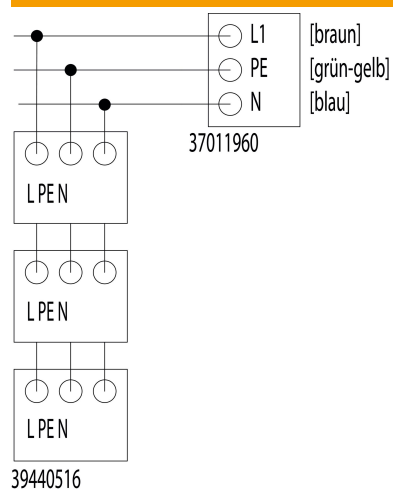 L1 [braun]
PE [grün-gelb]
N [blau]
37011960
L PE N
L PE N
L PE N
39440516